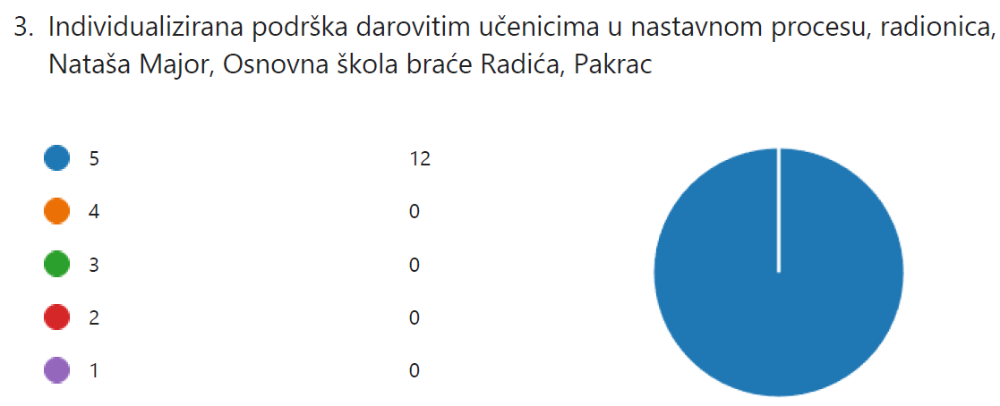 3. Individualizirana podrška darovitim učenicima u nastavnom procesu, radionica,
Nataša Major, Osnovna škola braće Radića, Pakrac
5 12
4 0
3 0
2 0
1 0